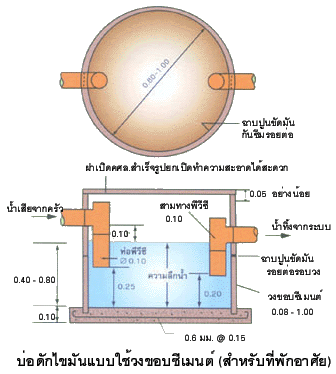 0.80-1.00
ฉาบปูนขัดมัน
กันซึมรอยต่อ
ฝาเปิดคศล.สำเร็จรูปยกเปิดทำความสะอาดได้สะดวก
น้ำเสียจากครัว
สามทางพีวีซี
0.10
0.05 อย่างน้อย
น้ำทิ้งจากระบบ
0.10
ท่อพีวีซี
Ø 0.10
ฉาบปูนขัดมัน
รอยต่อรอบวง
0.40 - 0.80
ความลึกน้ำ
0.25
0.20
วงขอบซีเมนต์
0.08 - 1.00
0.10
0.6 มม. @ 0.15
บ่อดักไขมันแบบใช้วงขอบซีเมนต์ (สำหรับที่พักอาศัย)